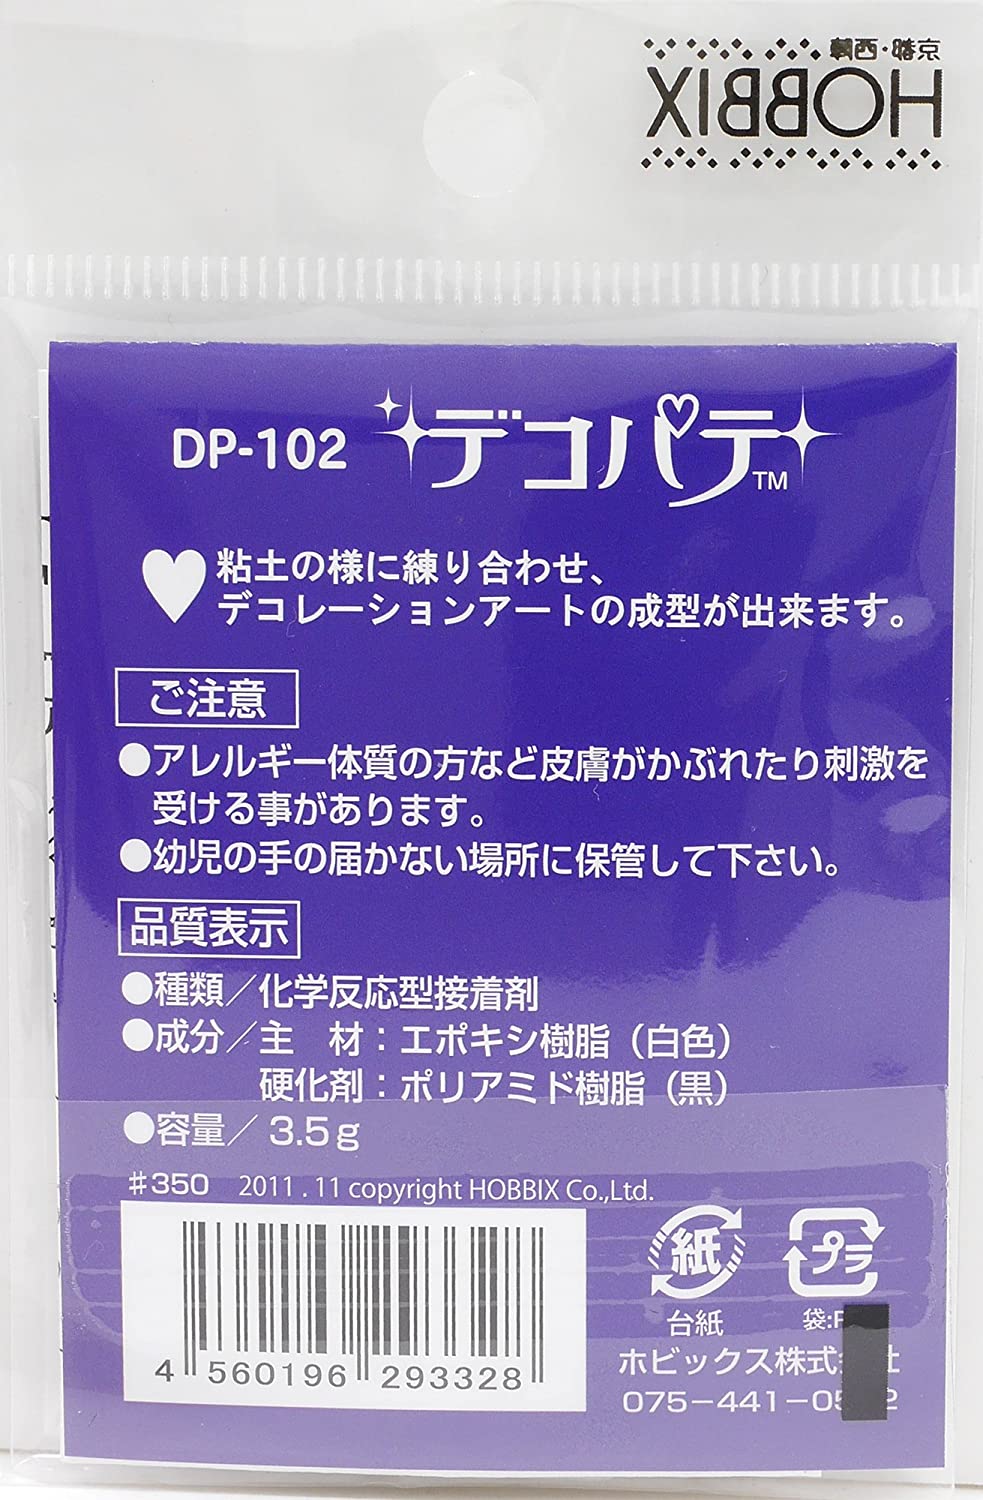 HOBBIX
DP-102 デコパテ™
粘土の様に練り合わせ、
デコレーションアートの成型が出来ます。
ご注意
●アレルギー体質の方など皮膚がかぶれたり刺激を
受ける事があります。
●幼児の手の届かない場所に保管して下さい。
品質表示
●種類／化学反応型接着剤
●成分／主 材：エポキシ樹脂（白色）
硬化剤：ポリアミド樹脂（黒）
●容量／3.5g
#350 2011.11 copyright HOBBIX Co.,Ltd.
4 560196 293328
紙 プラ
台紙 袋:P
ホビックス株式 社
075-441-0